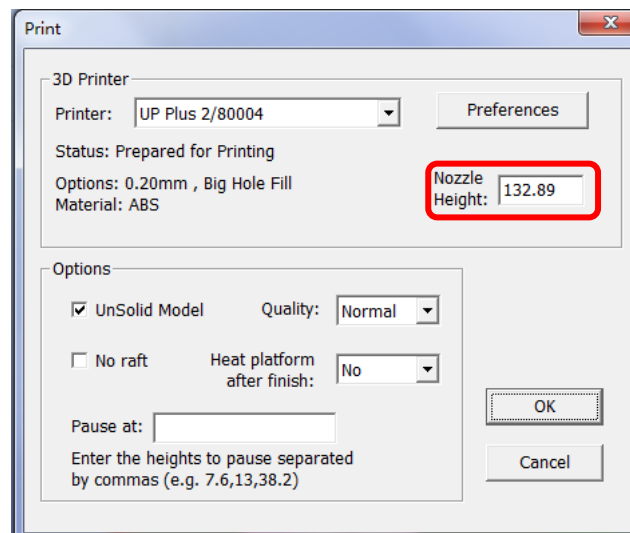 Print
3D Printer
Printer: UP Plus 2/80004
Preferences
Status: Prepared for Printing
Options: 0.20mm , Big Hole Fill
Material: ABS
Nozzle
Height: 132.89
Options
UnSolid Model
Quality: Normal
No raft
Heat platform
after finish: No
Pause at:
Enter the heights to pause separated
by commas (e.g. 7.6,13,38.2)
OK
Cancel